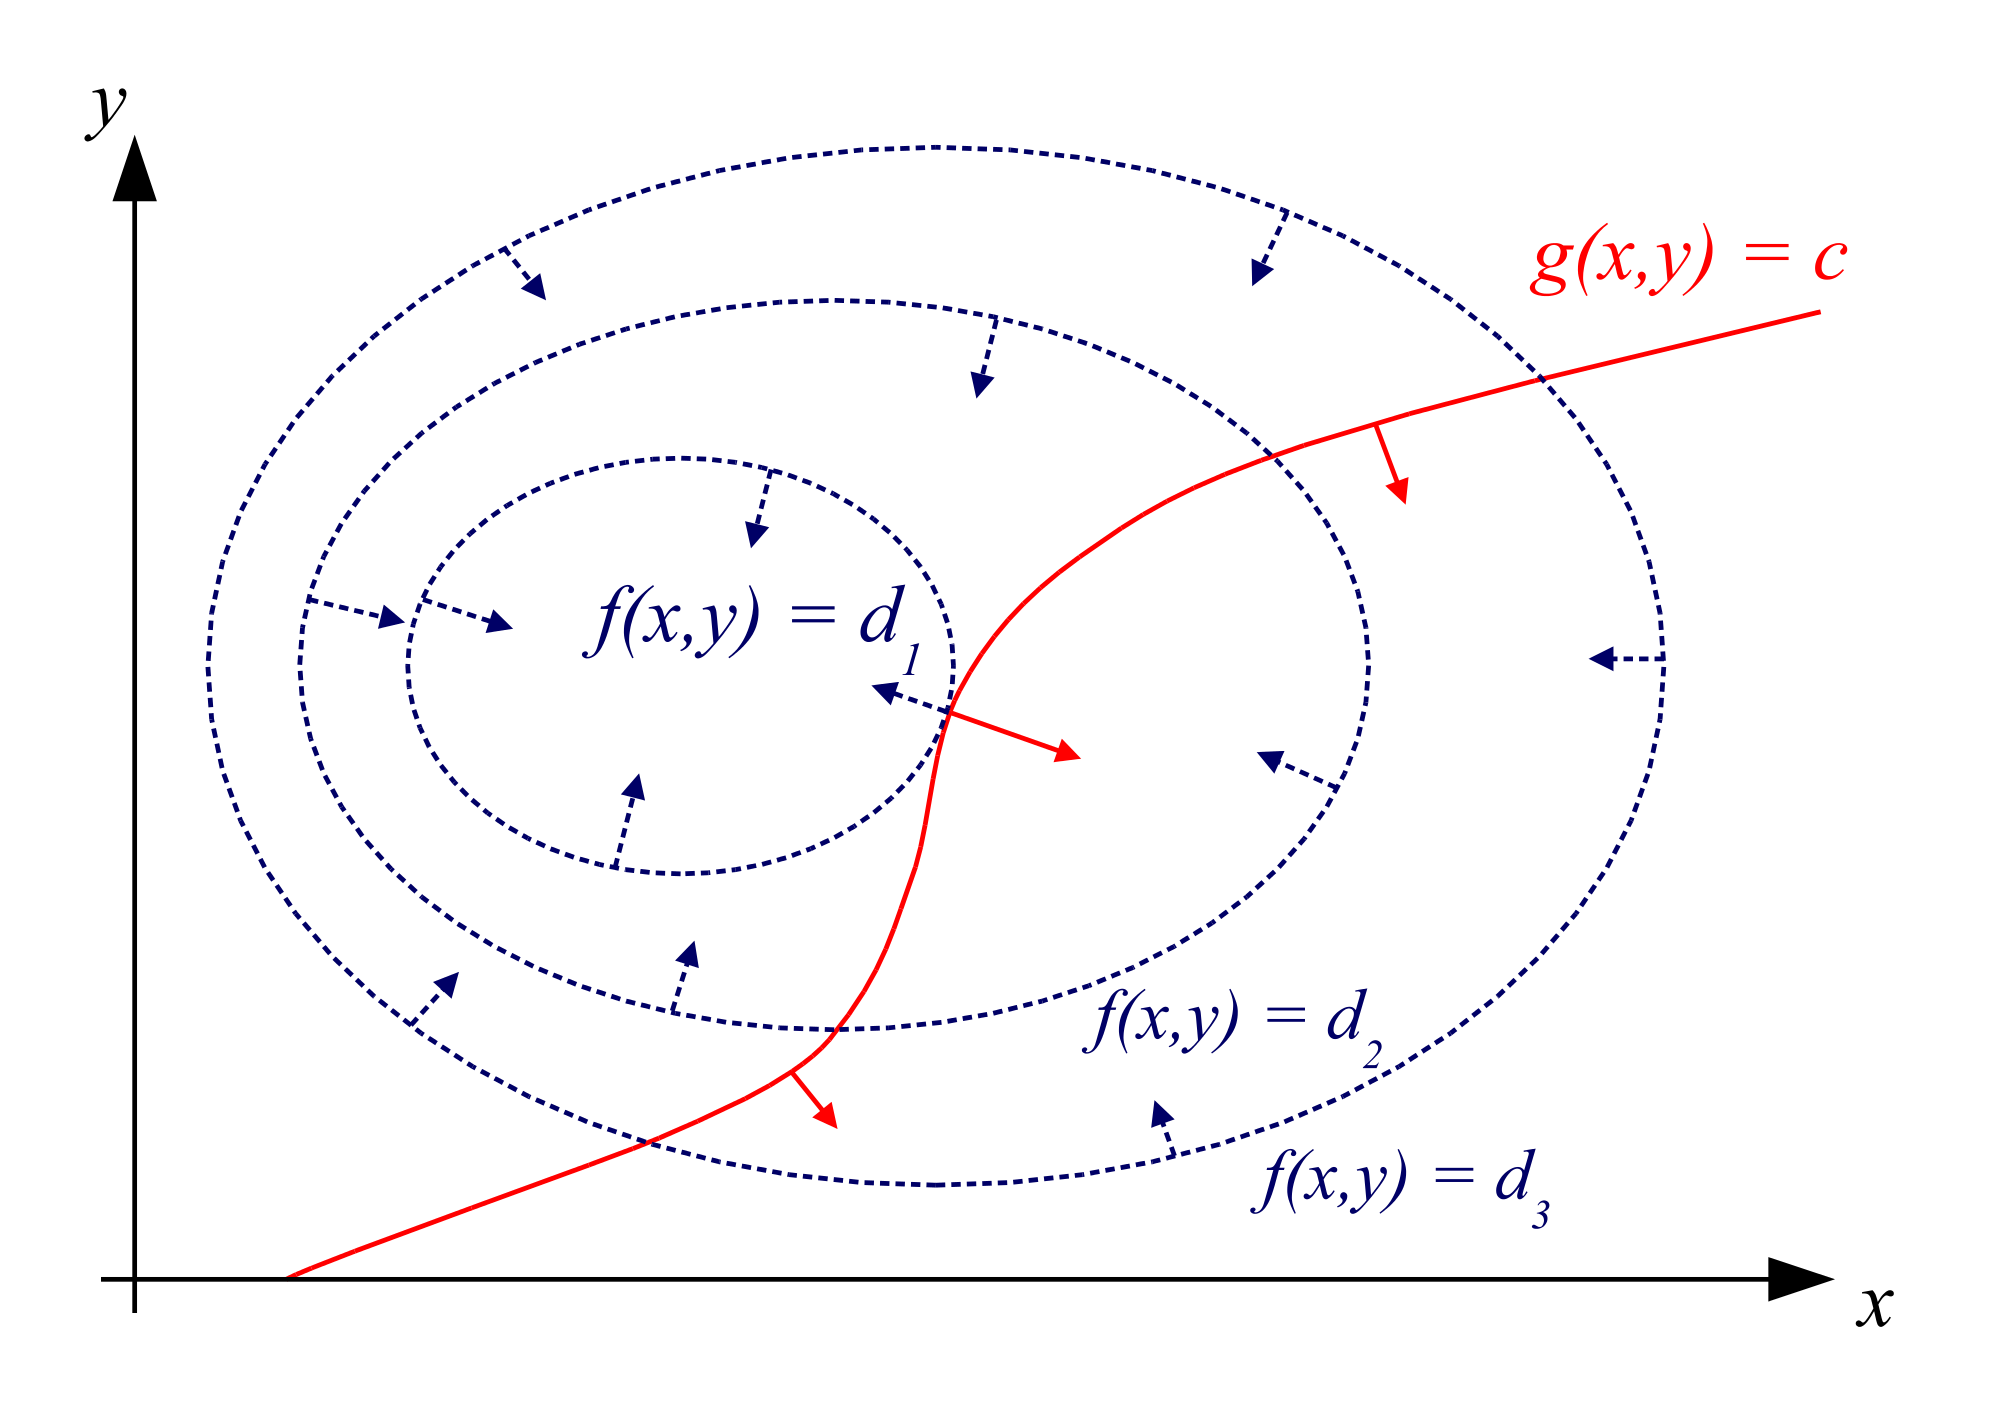 y
g(x,y) = c
f(x,y) = d₁
f(x,y) = d₂
f(x,y) = d₃
x